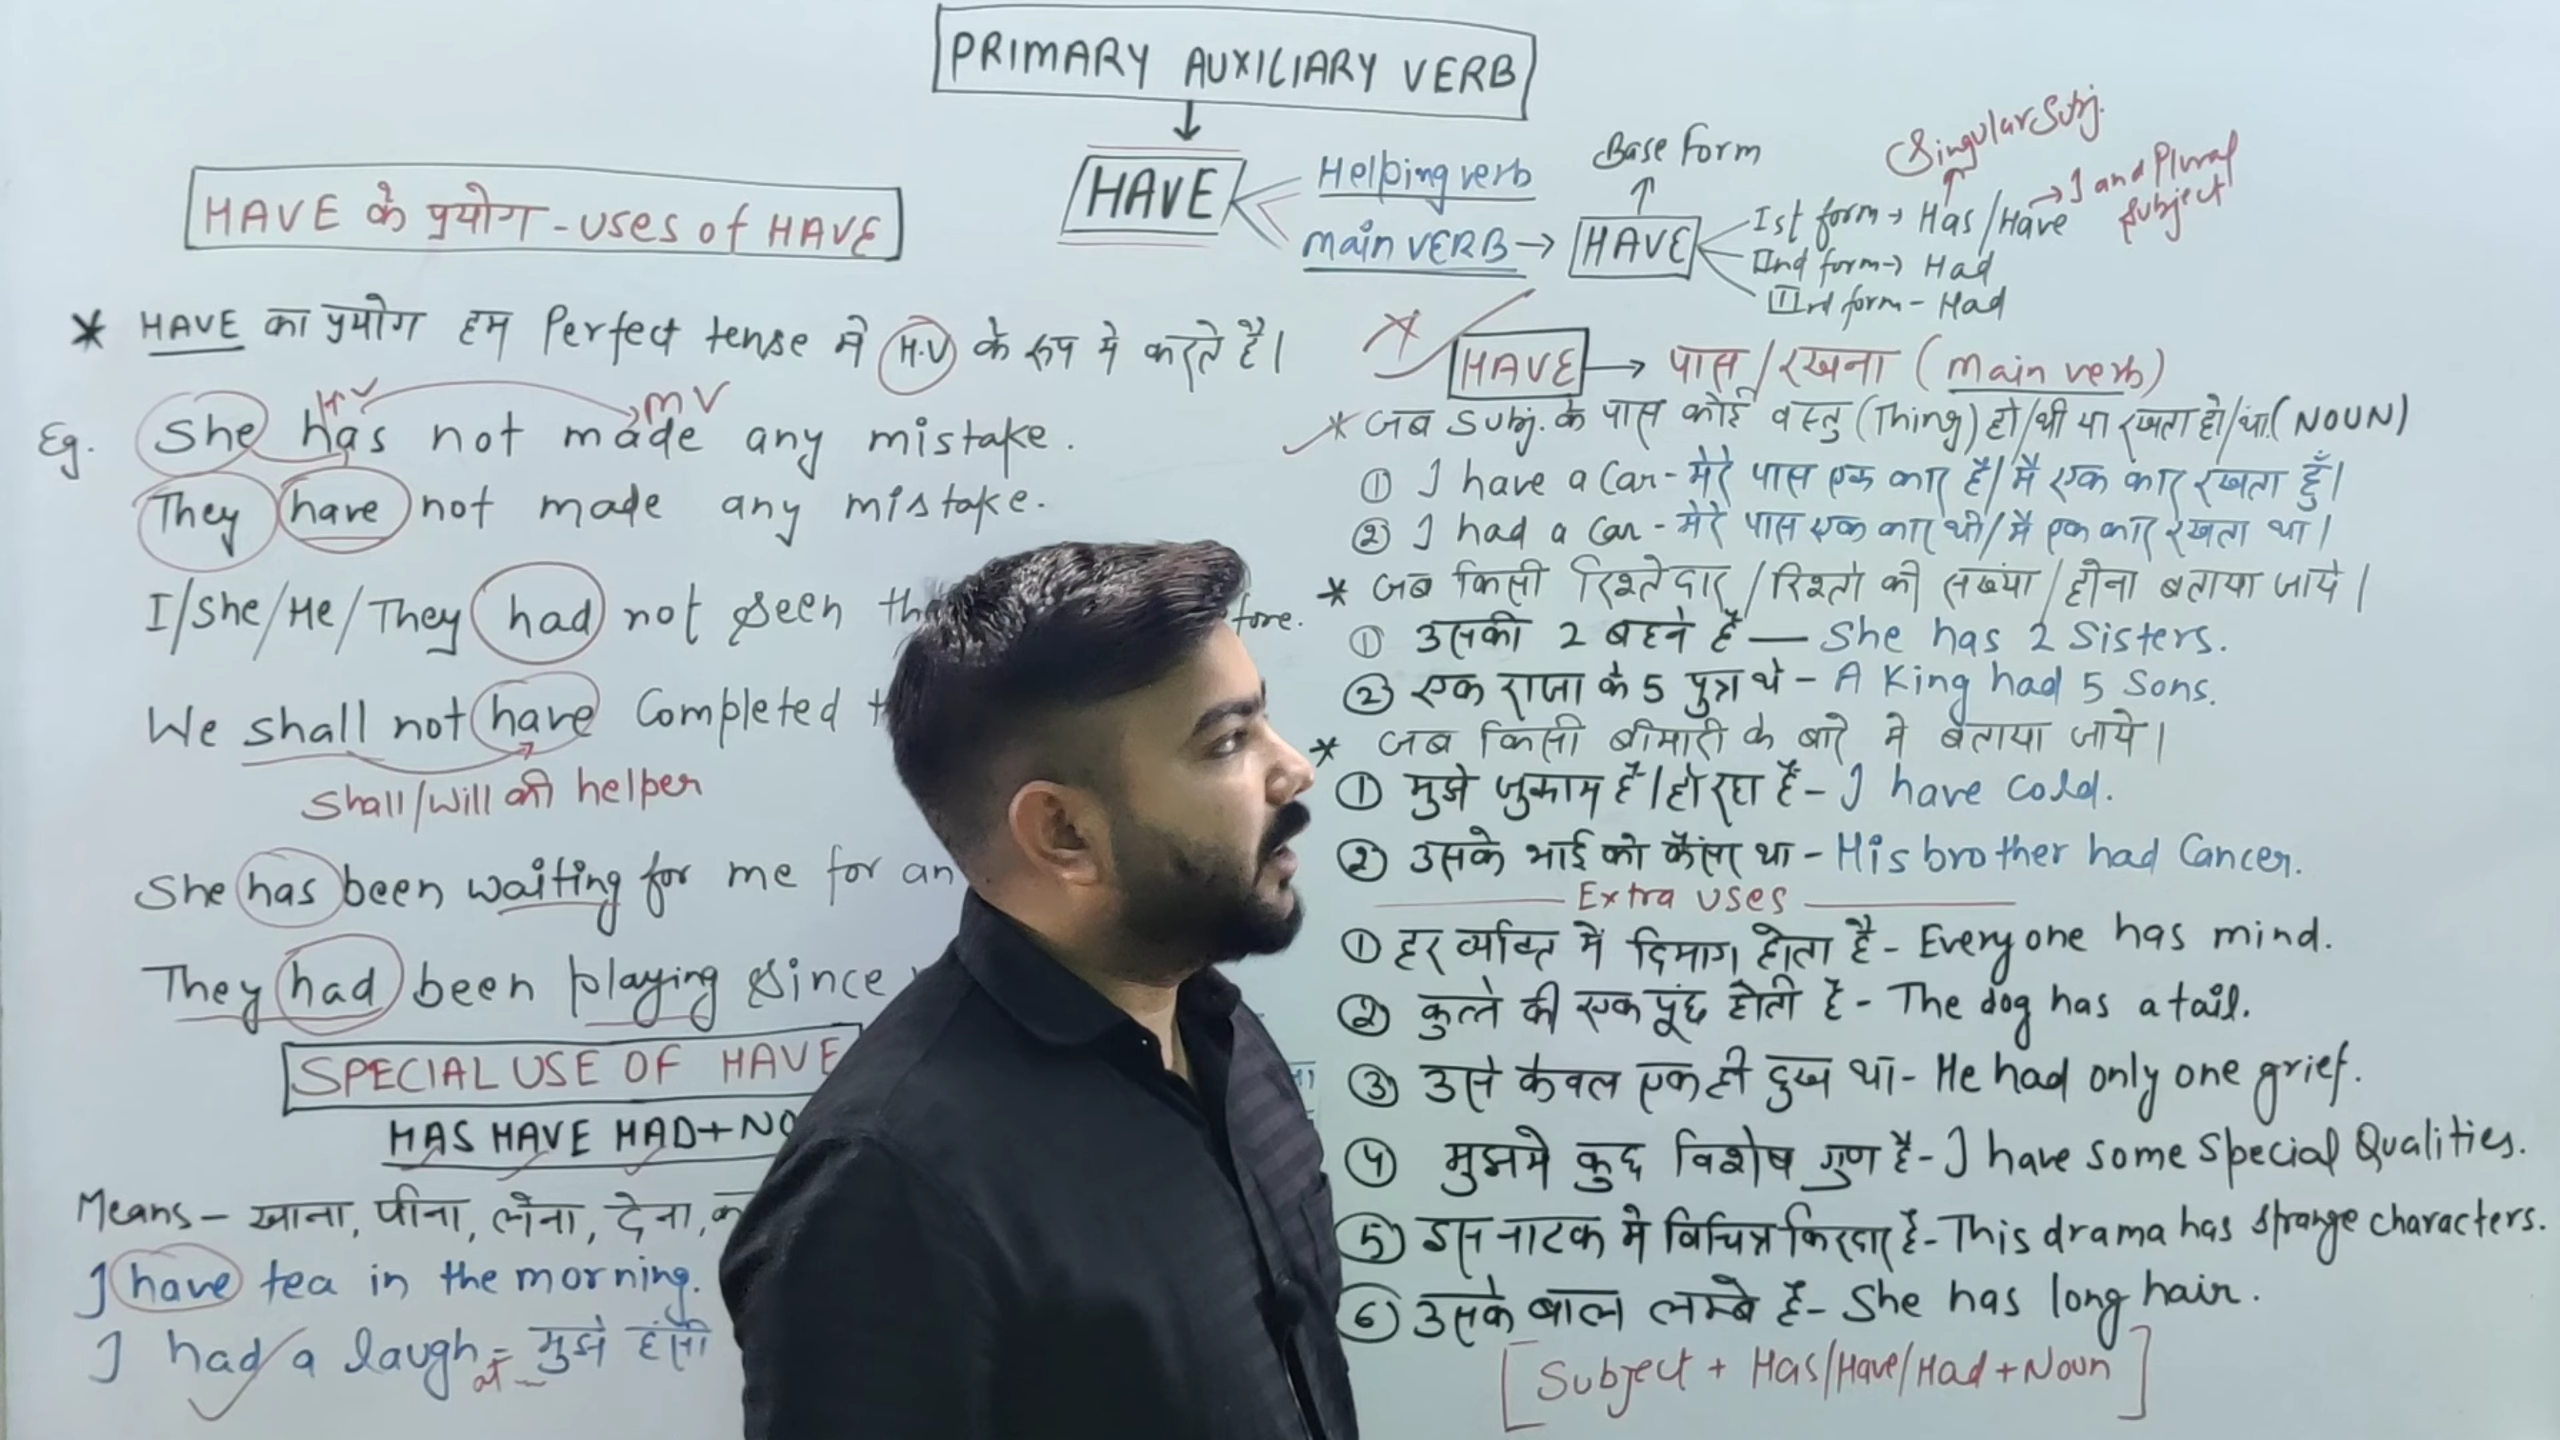 PRIMARY AUXILIARY VERB
HAVE
Helping verb
main VERB → HAVE
Base form
Ist form → Has/Have
Singular Subj.
→ I and Plural
Subject
IInd form → Had
IIIrd form - Had
HAVE के प्रयोग - uses of HAVE
* HAVE का प्रयोग हम Perfect tense मे H.V के रूप मे करते है।
H V
M V
Eg. She has not made any mistake.
They have not made any mistake.
I/She/He/They had not seen
We shall not have Completed
Shall/will की helper
She has been waiting for me for an
They had been playing since
SPECIAL USE OF HAVE
HAS HAVE HAD+
Means - खाना, पीना, लेना, देना,
I have tea in the morning.
I had a laugh = मुझे हंसी
at
HAVE → पास/रखना (main verb)
* जब Subj. के पास कोई वस्तु (Thing) हो/थी या रखता हो/था (NOUN)
① I have a Car - मेरे पास एक कार है/मै एक कार रखता हूँ।
② I had a Car - मेरे पास एक कार थी/मै एक कार रखता था।
* जब किसी रिश्तेदार/रिश्तो की सख्यां/होना बताया जाये।
① उसकी 2 बहने है — She has 2 Sisters.
② एक राजा के 5 पुत्र थे - A King had 5 Sons.
* जब किसी बीमारी के बारे मे बताया जाये।
① मुझे जुकाम है/हो रहा है - I have Cold.
② उसके भाई को कैंसर था - His brother had Cancer.
Extra uses
① हर व्यक्ति में दिमाग होता है - Everyone has mind.
② कुत्ते की एक पूंछ होती है - The dog has a tail.
③ उसे केवल एक ही दुख था - He had only one grief.
④ मुझमे कुछ विशेष गुण है - I have some Special Qualities.
⑤ इस नाटक मे विचित्र किरदार है - This drama has strange characters.
⑥ उसके बाल लम्बे है - She has long hair.
[Subject + Has/Have/Had + Noun]